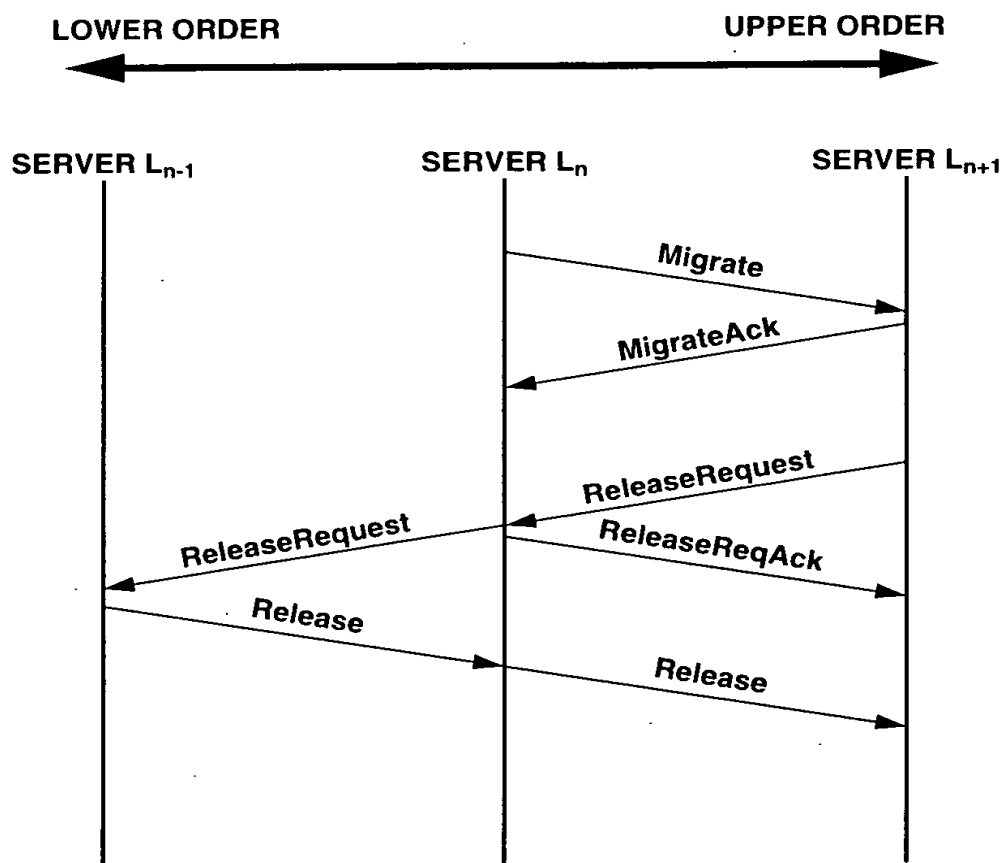 LOWER ORDER
UPPER ORDER
SERVER Ln-1
SERVER Ln
SERVER Ln+1
Migrate
MigrateAck
ReleaseRequest
ReleaseRequest
ReleaseReqAck
Release
Release